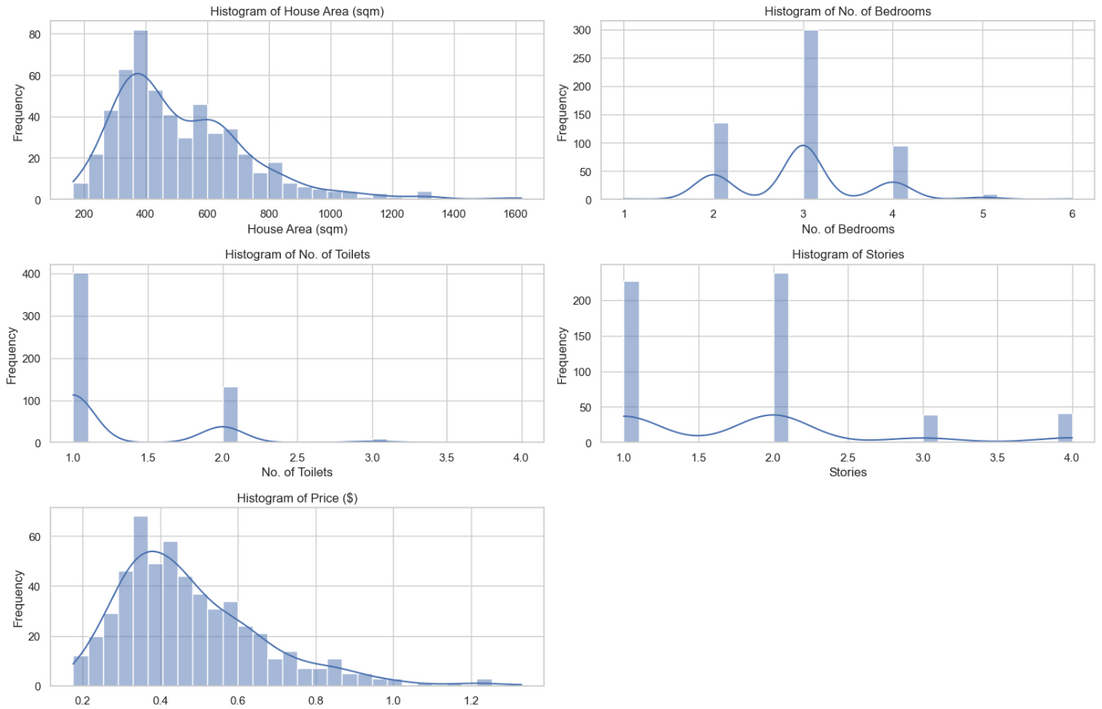 Histogram of House Area (sqm)
Frequency
80
60
40
20
0
200 400 600 800 1000 1200 1400 1600
House Area (sqm)
Histogram of No. of Bedrooms
Frequency
300
250
200
150
100
50
0
1 2 3 4 5 6
No. of Bedrooms
Histogram of No. of Toilets
Frequency
400
300
200
100
0
1.0 1.5 2.0 2.5 3.0 3.5 4.0
No. of Toilets
Histogram of Stories
Frequency
200
150
100
50
0
1.0 1.5 2.0 2.5 3.0 3.5 4.0
Stories
Histogram of Price ($)
Frequency
60
40
20
0
0.2 0.4 0.6 0.8 1.0 1.2